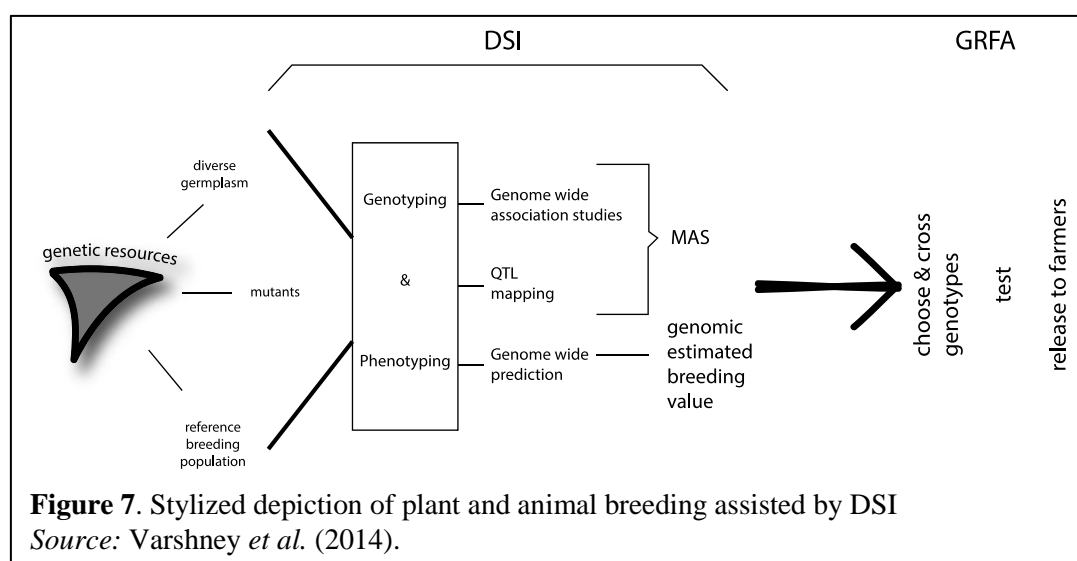 DSI
GRFA
diverse
germplasm
genetic resources
mutants
reference
breeding
population
Genotyping
&
Phenotyping
Genome wide
association studies
QTL
mapping
Genome wide
prediction
MAS
genomic
estimated
breeding
value
choose & cross
genotypes
test
release to farmers
Figure 7. Stylized depiction of plant and animal breeding assisted by DSI
Source: Varshney et al. (2014).